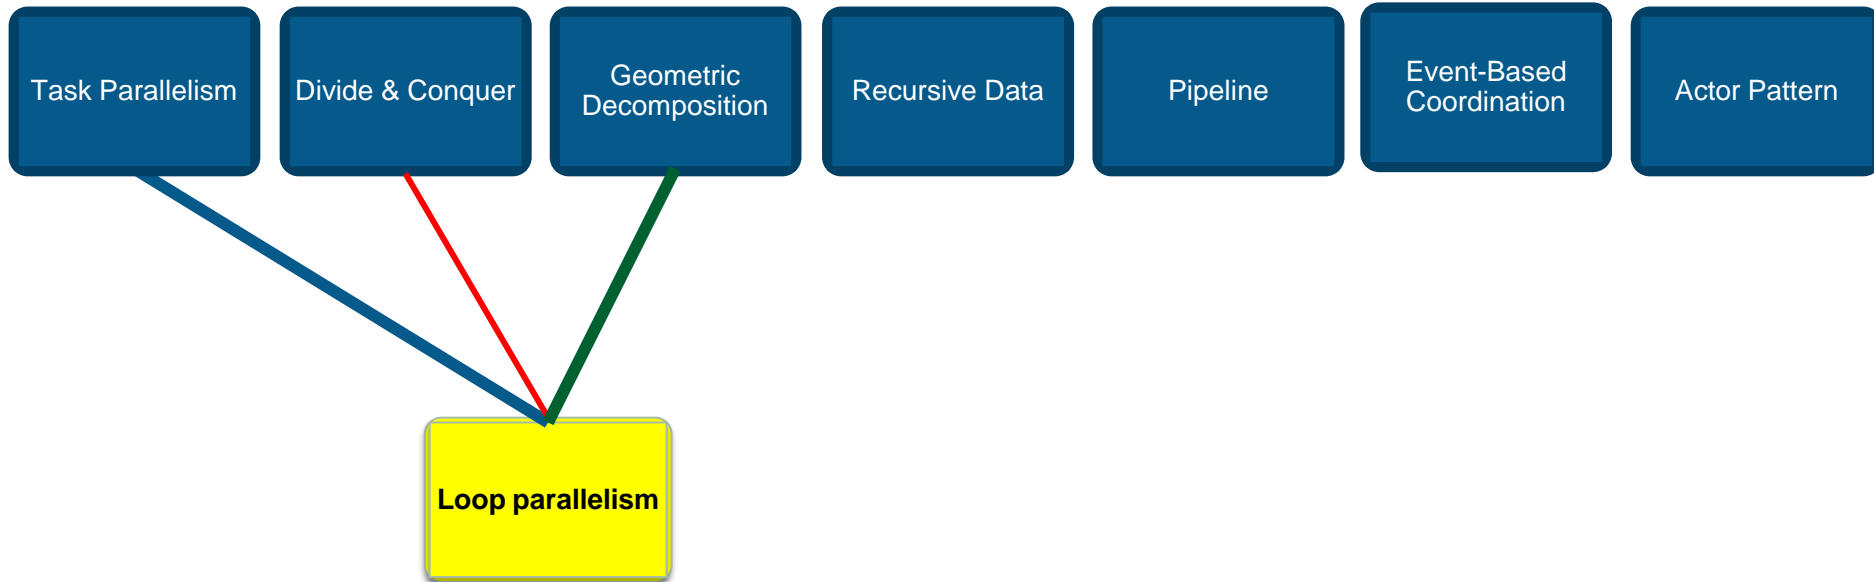 Task Parallelism
Divide & Conquer
Geometric
Decomposition
Recursive Data
Pipeline
Event-Based
Coordination
Actor Pattern
Loop parallelism